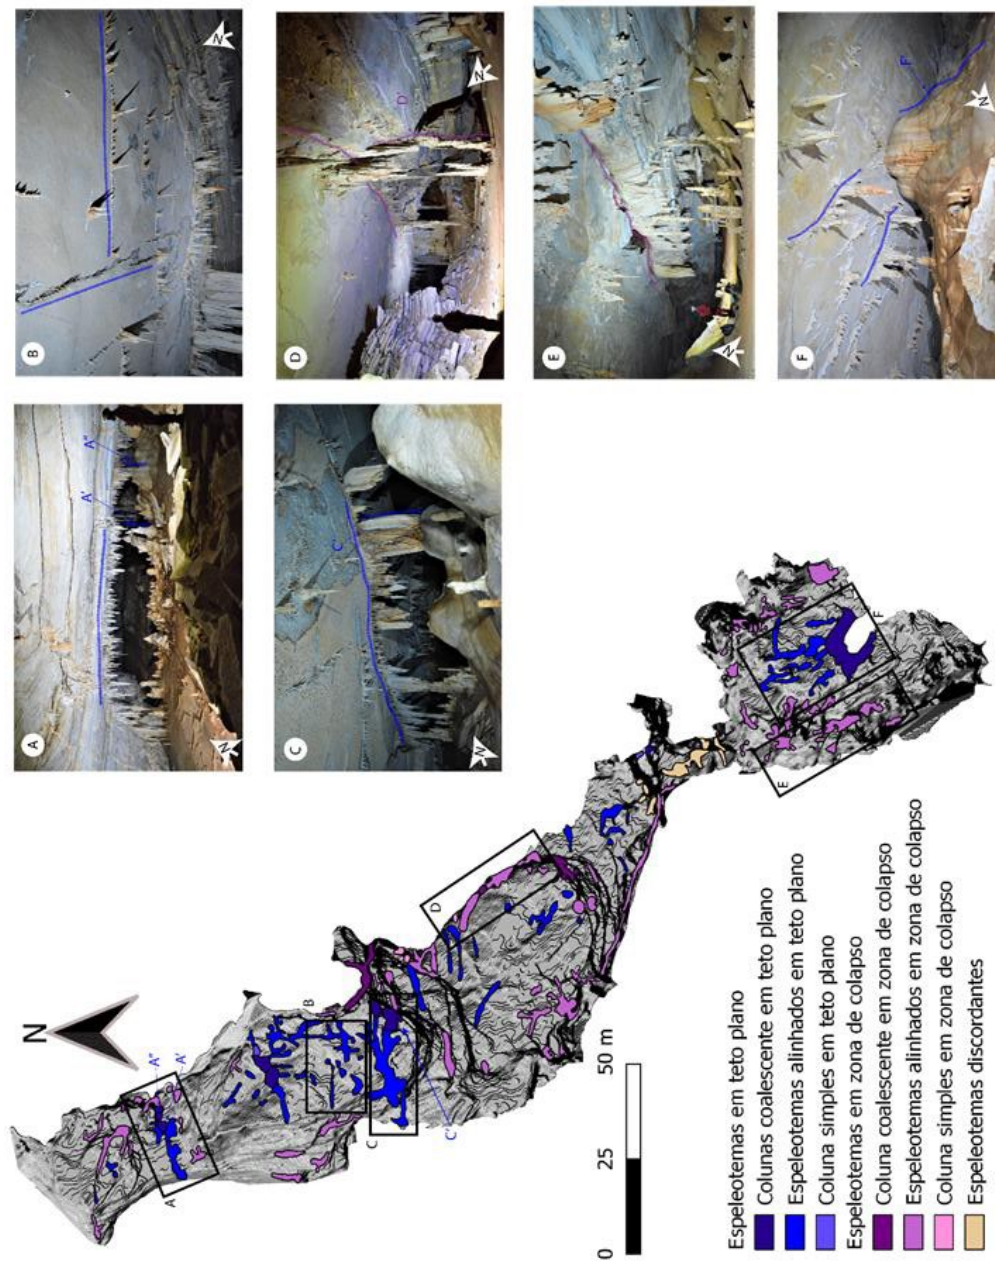 A
A'
A"
N
B
N
C
C'
N
D
D'
N
E
N
F
F'
N
N
A
A"
A'
B
C
C'
D
E
F
0 25 50 m
Espeleotemas em teto plano
Colunas coalescente em teto plano
Espeleotemas alinhados em teto plano
Coluna simples em teto plano
Espeleotemas em zona de colapso
Coluna coalescente em zona de colapso
Espeleotemas alinhados em zona de colapso
Coluna simples em zona de colapso
Espeleotemas discordantes